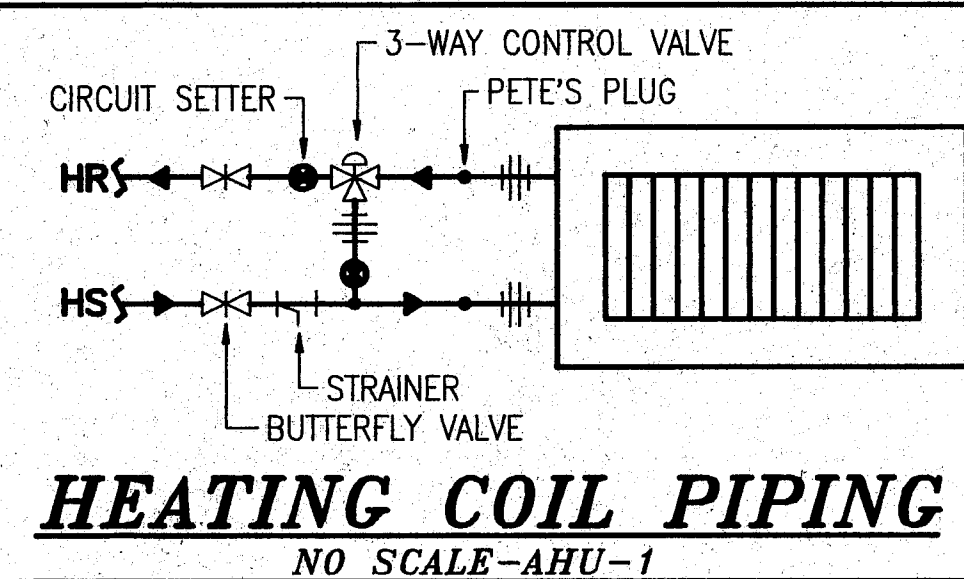 3-WAY CONTROL VALVE
CIRCUIT SETTER
PETE'S PLUG
HR
HS
STRAINER
BUTTERFLY VALVE
HEATING COIL PIPING
NO SCALE-AHU-1